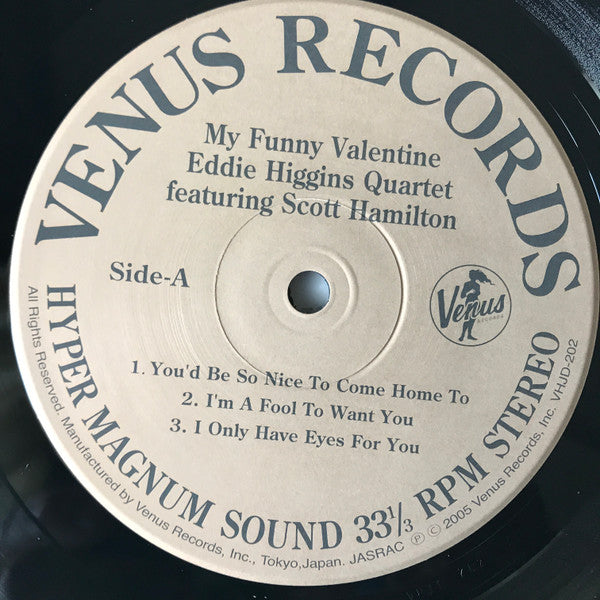 VENUS RECORDS
My Funny Valentine
Eddie Higgins Quartet
featuring Scott Hamilton
Side-A
Venus
RECORDS
1. You'd Be So Nice To Come Home To
2. I'm A Fool To Want You
3. I Only Have Eyes For You
HYPER MAGNUM SOUND 33⅓ RPM STEREO
All Rights Reserved. Manufactured by Venus Records, Inc., Tokyo,Japan. JASRAC Ⓟ © 2005 Venus Records, Inc. VHJD-202